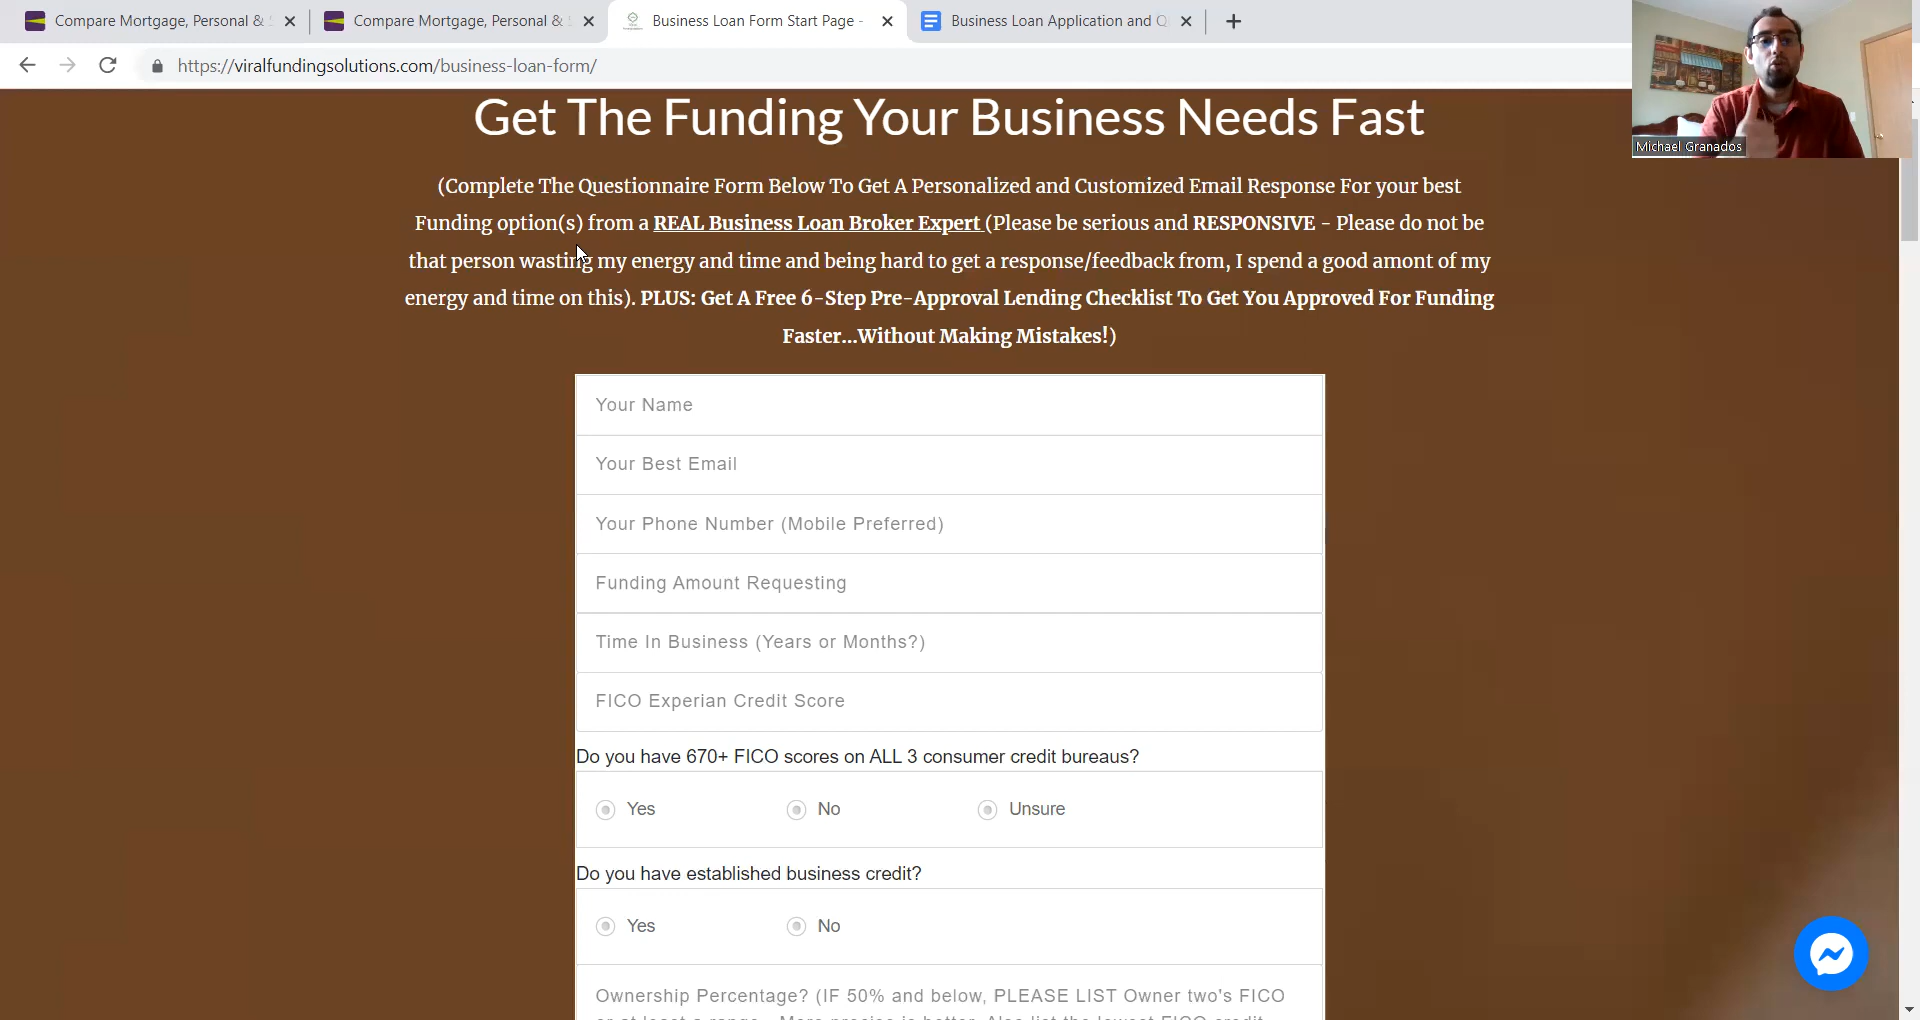 Compare Mortgage, Personal &
Compare Mortgage, Personal &
Business Loan Form Start Page -
Business Loan Application and Q
https://viralfundingsolutions.com/business-loan-form/
Michael Granados
Get The Funding Your Business Needs Fast
(Complete The Questionnaire Form Below To Get A Personalized and Customized Email Response For your best
Funding option(s) from a REAL Business Loan Broker Expert (Please be serious and RESPONSIVE - Please do not be
that person wasting my energy and time and being hard to get a response/feedback from, I spend a good amont of my
energy and time on this). PLUS: Get A Free 6-Step Pre-Approval Lending Checklist To Get You Approved For Funding
Faster...Without Making Mistakes!)
Your Name
Your Best Email
Your Phone Number (Mobile Preferred)
Funding Amount Requesting
Time In Business (Years or Months?)
FICO Experian Credit Score
Do you have 670+ FICO scores on ALL 3 consumer credit bureaus?
Yes No Unsure
Do you have established business credit?
Yes No
Ownership Percentage? (IF 50% and below, PLEASE LIST Owner two's FICO